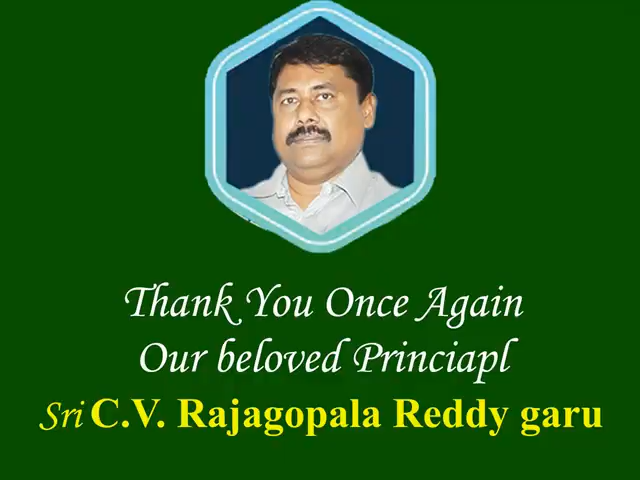 Thank You Once Again
Our beloved Princiapl
Sri C.V. Rajagopala Reddy garu